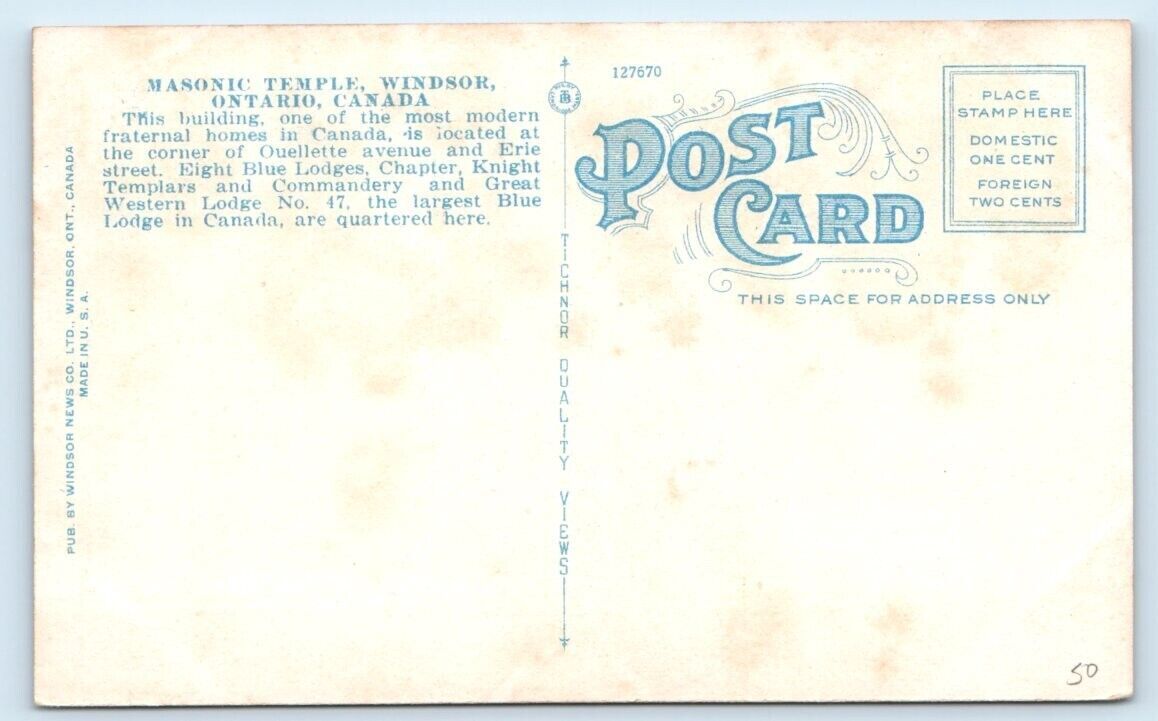 MASONIC TEMPLE, WINDSOR,
ONTARIO, CANADA
This building, one of the most modern
fraternal homes in Canada, is located at
the corner of Ouellette avenue and Erie
street. Eight Blue Lodges, Chapter, Knight
Templars and Commandery and Great
Western Lodge No. 47, the largest Blue
Lodge in Canada, are quartered here.
PUB. BY WINDSOR NEWS CO. LTD., WINDSOR, ONT., CANADA
MADE IN U. S. A.
TICHNOR QUALITY VIEWS
127670
POST
CARD
THIS SPACE FOR ADDRESS ONLY
PLACE
STAMP HERE
DOMESTIC
ONE CENT
FOREIGN
TWO CENTS
50